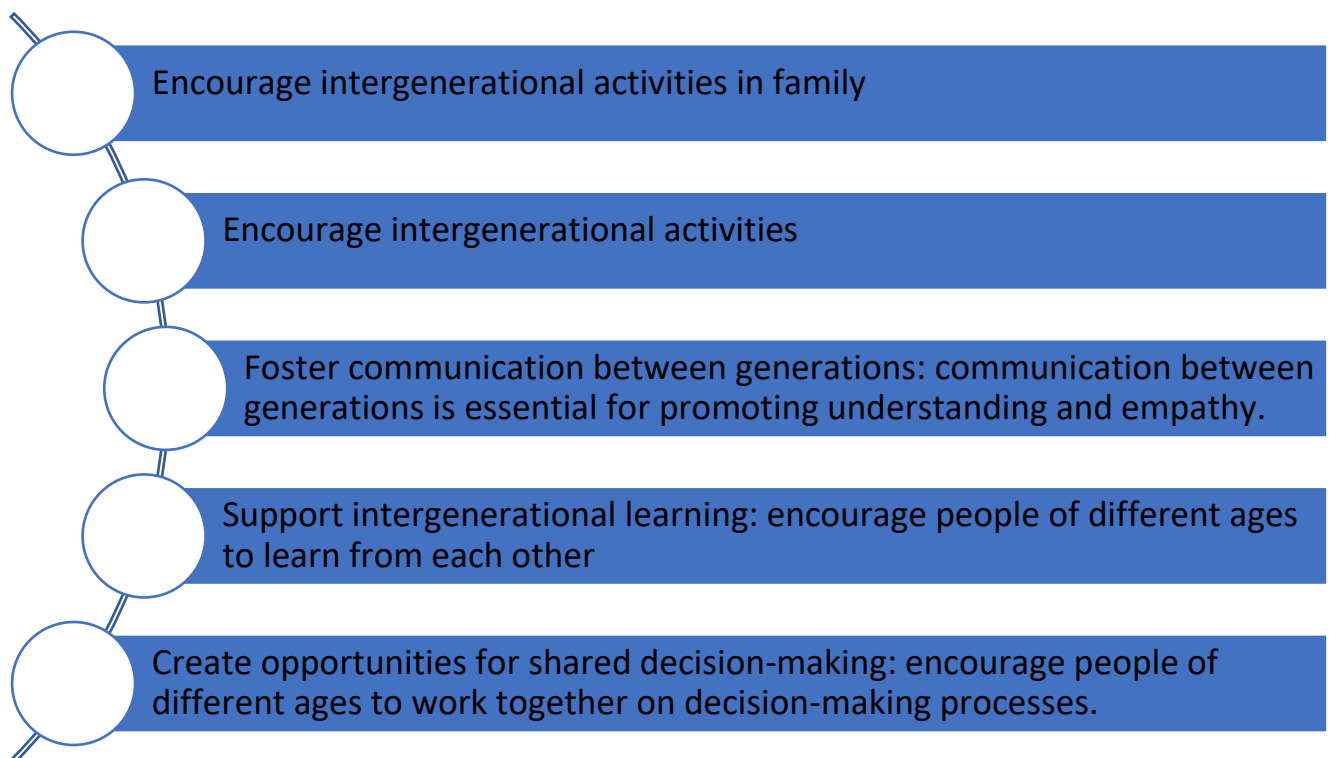 Encourage intergenerational activities in family
Encourage intergenerational activities
Foster communication between generations: communication between
generations is essential for promoting understanding and empathy.
Support intergenerational learning: encourage people of different ages
to learn from each other
Create opportunities for shared decision-making: encourage people of
different ages to work together on decision-making processes.